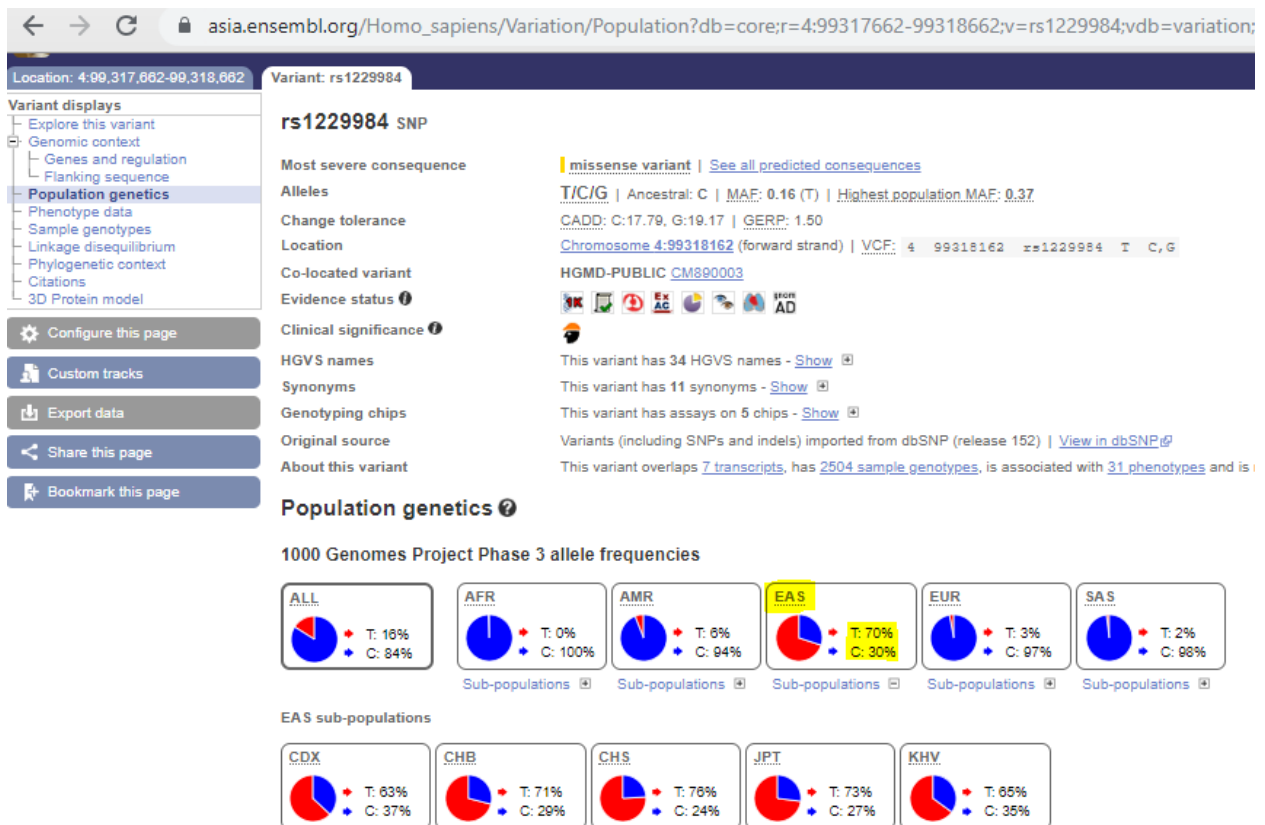 asia.ensembl.org/Homo_sapiens/Variation/Population?db=core;r=4:99317662-99318662;v=rs1229984;vdb=variation;
Location: 4:99,317,662-99,318,662
Variant: rs1229984
Variant displays
Explore this variant
Genomic context
Genes and regulation
Flanking sequence
Population genetics
Phenotype data
Sample genotypes
Linkage disequilibrium
Phylogenetic context
Citations
3D Protein model
Configure this page
Custom tracks
Export data
Share this page
Bookmark this page
rs1229984 SNP
Most severe consequence missense variant | See all predicted consequences
Alleles T/C/G | Ancestral: C | MAF: 0.16 (T) | Highest population MAF: 0.37
Change tolerance CADD: C:17.79, G:19.17 | GERP: 1.50
Location Chromosome 4:99318162 (forward strand) | VCF: 4 99318162 rs1229984 T C,G
Co-located variant HGMD-PUBLIC CM890003
Evidence status
Clinical significance
HGVS names This variant has 34 HGVS names - Show
Synonyms This variant has 11 synonyms - Show
Genotyping chips This variant has assays on 5 chips - Show
Original source Variants (including SNPs and indels) imported from dbSNP (release 152) | View in dbSNP
About this variant This variant overlaps 7 transcripts, has 2504 sample genotypes, is associated with 31 phenotypes and is
Population genetics
1000 Genomes Project Phase 3 allele frequencies
ALL
T: 16%
C: 84%
AFR
T: 0%
C: 100%
Sub-populations
AMR
T: 6%
C: 94%
Sub-populations
EAS
T: 70%
C: 30%
Sub-populations
EUR
T: 3%
C: 97%
Sub-populations
SAS
T: 2%
C: 98%
Sub-populations
EAS sub-populations
CDX
T: 63%
C: 37%
CHB
T: 71%
C: 29%
CHS
T: 76%
C: 24%
JPT
T: 73%
C: 27%
KHV
T: 65%
C: 35%